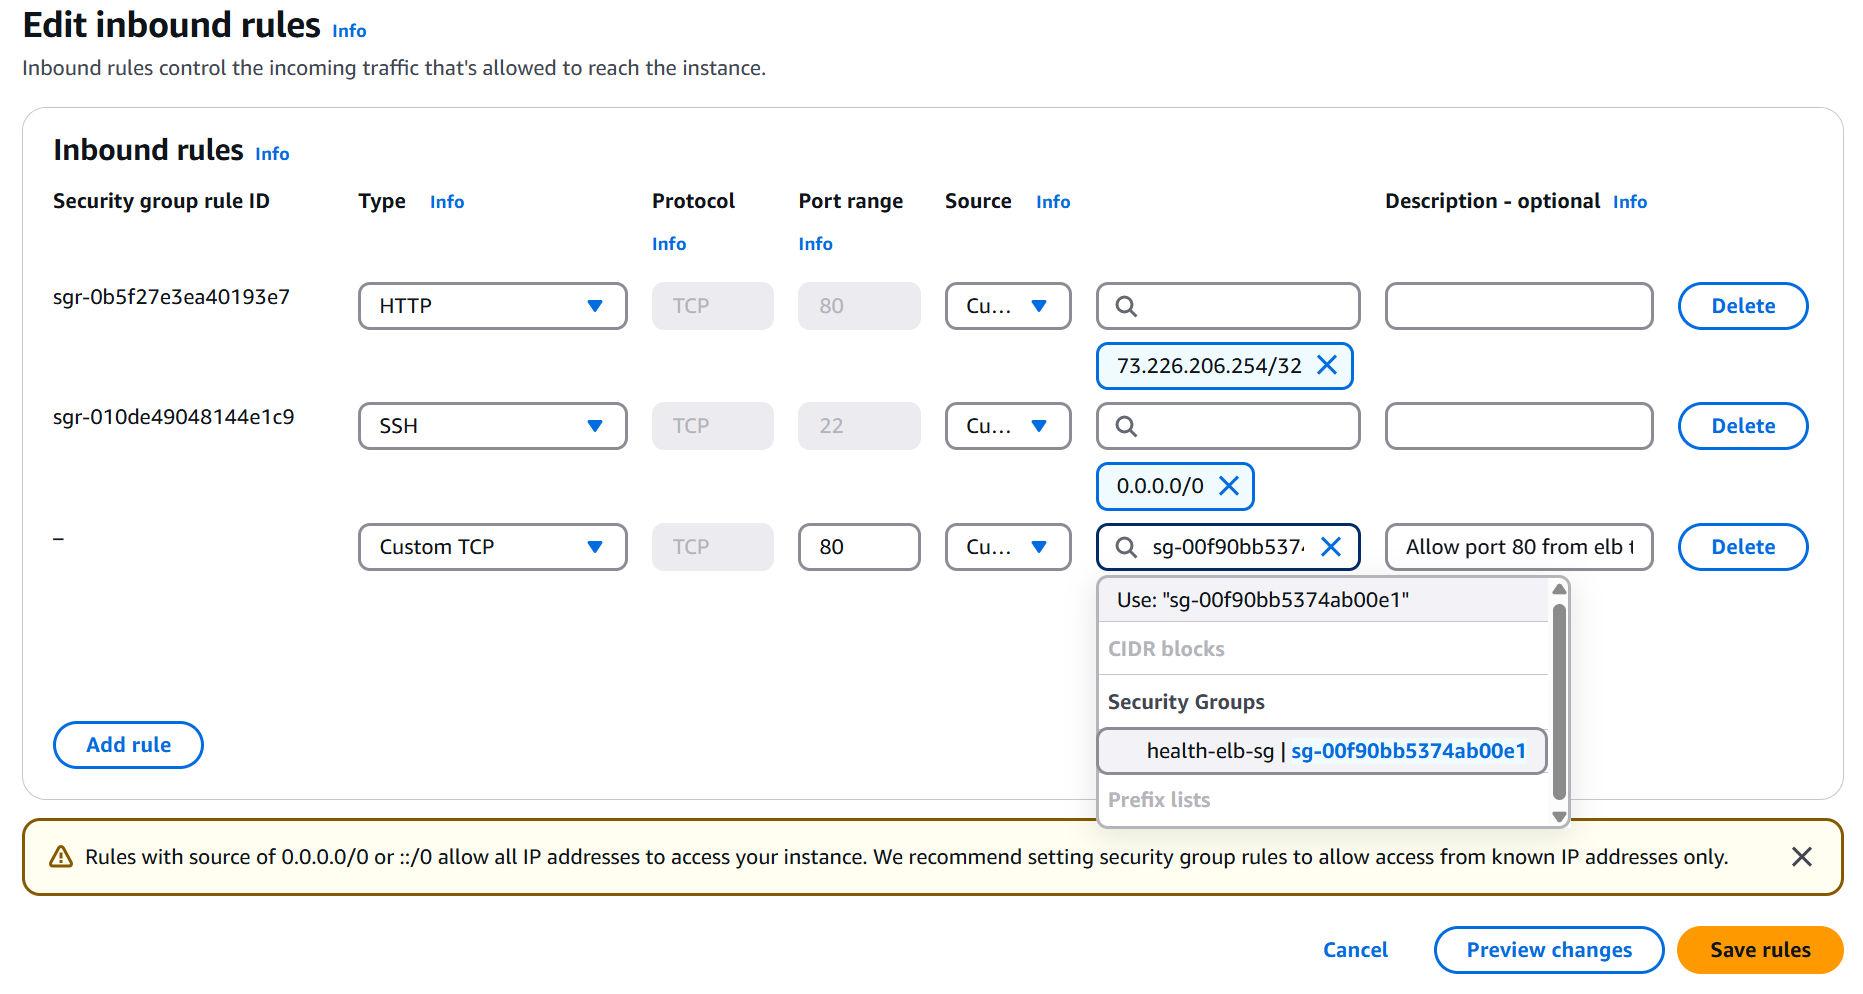 Edit inbound rules Info
Inbound rules control the incoming traffic that's allowed to reach the instance.
Inbound rules Info
Security group rule ID Type Info Protocol Port range Source Info Description - optional Info
Info Info
sgr-0b5f27e3ea40193e7 HTTP TCP 80 Cu... Delete
73.226.206.254/32
sgr-010de49048144e1c9 SSH TCP 22 Cu... Delete
0.0.0.0/0
– Custom TCP TCP 80 Cu... sg-00f90bb537 Allow port 80 from elb t Delete
Use: "sg-00f90bb5374ab00e1"
CIDR blocks
Security Groups
health-elb-sg | sg-00f90bb5374ab00e1
Prefix lists
Add rule
Rules with source of 0.0.0.0/0 or ::/0 allow all IP addresses to access your instance. We recommend setting security group rules to allow access from known IP addresses only.
Cancel Preview changes Save rules